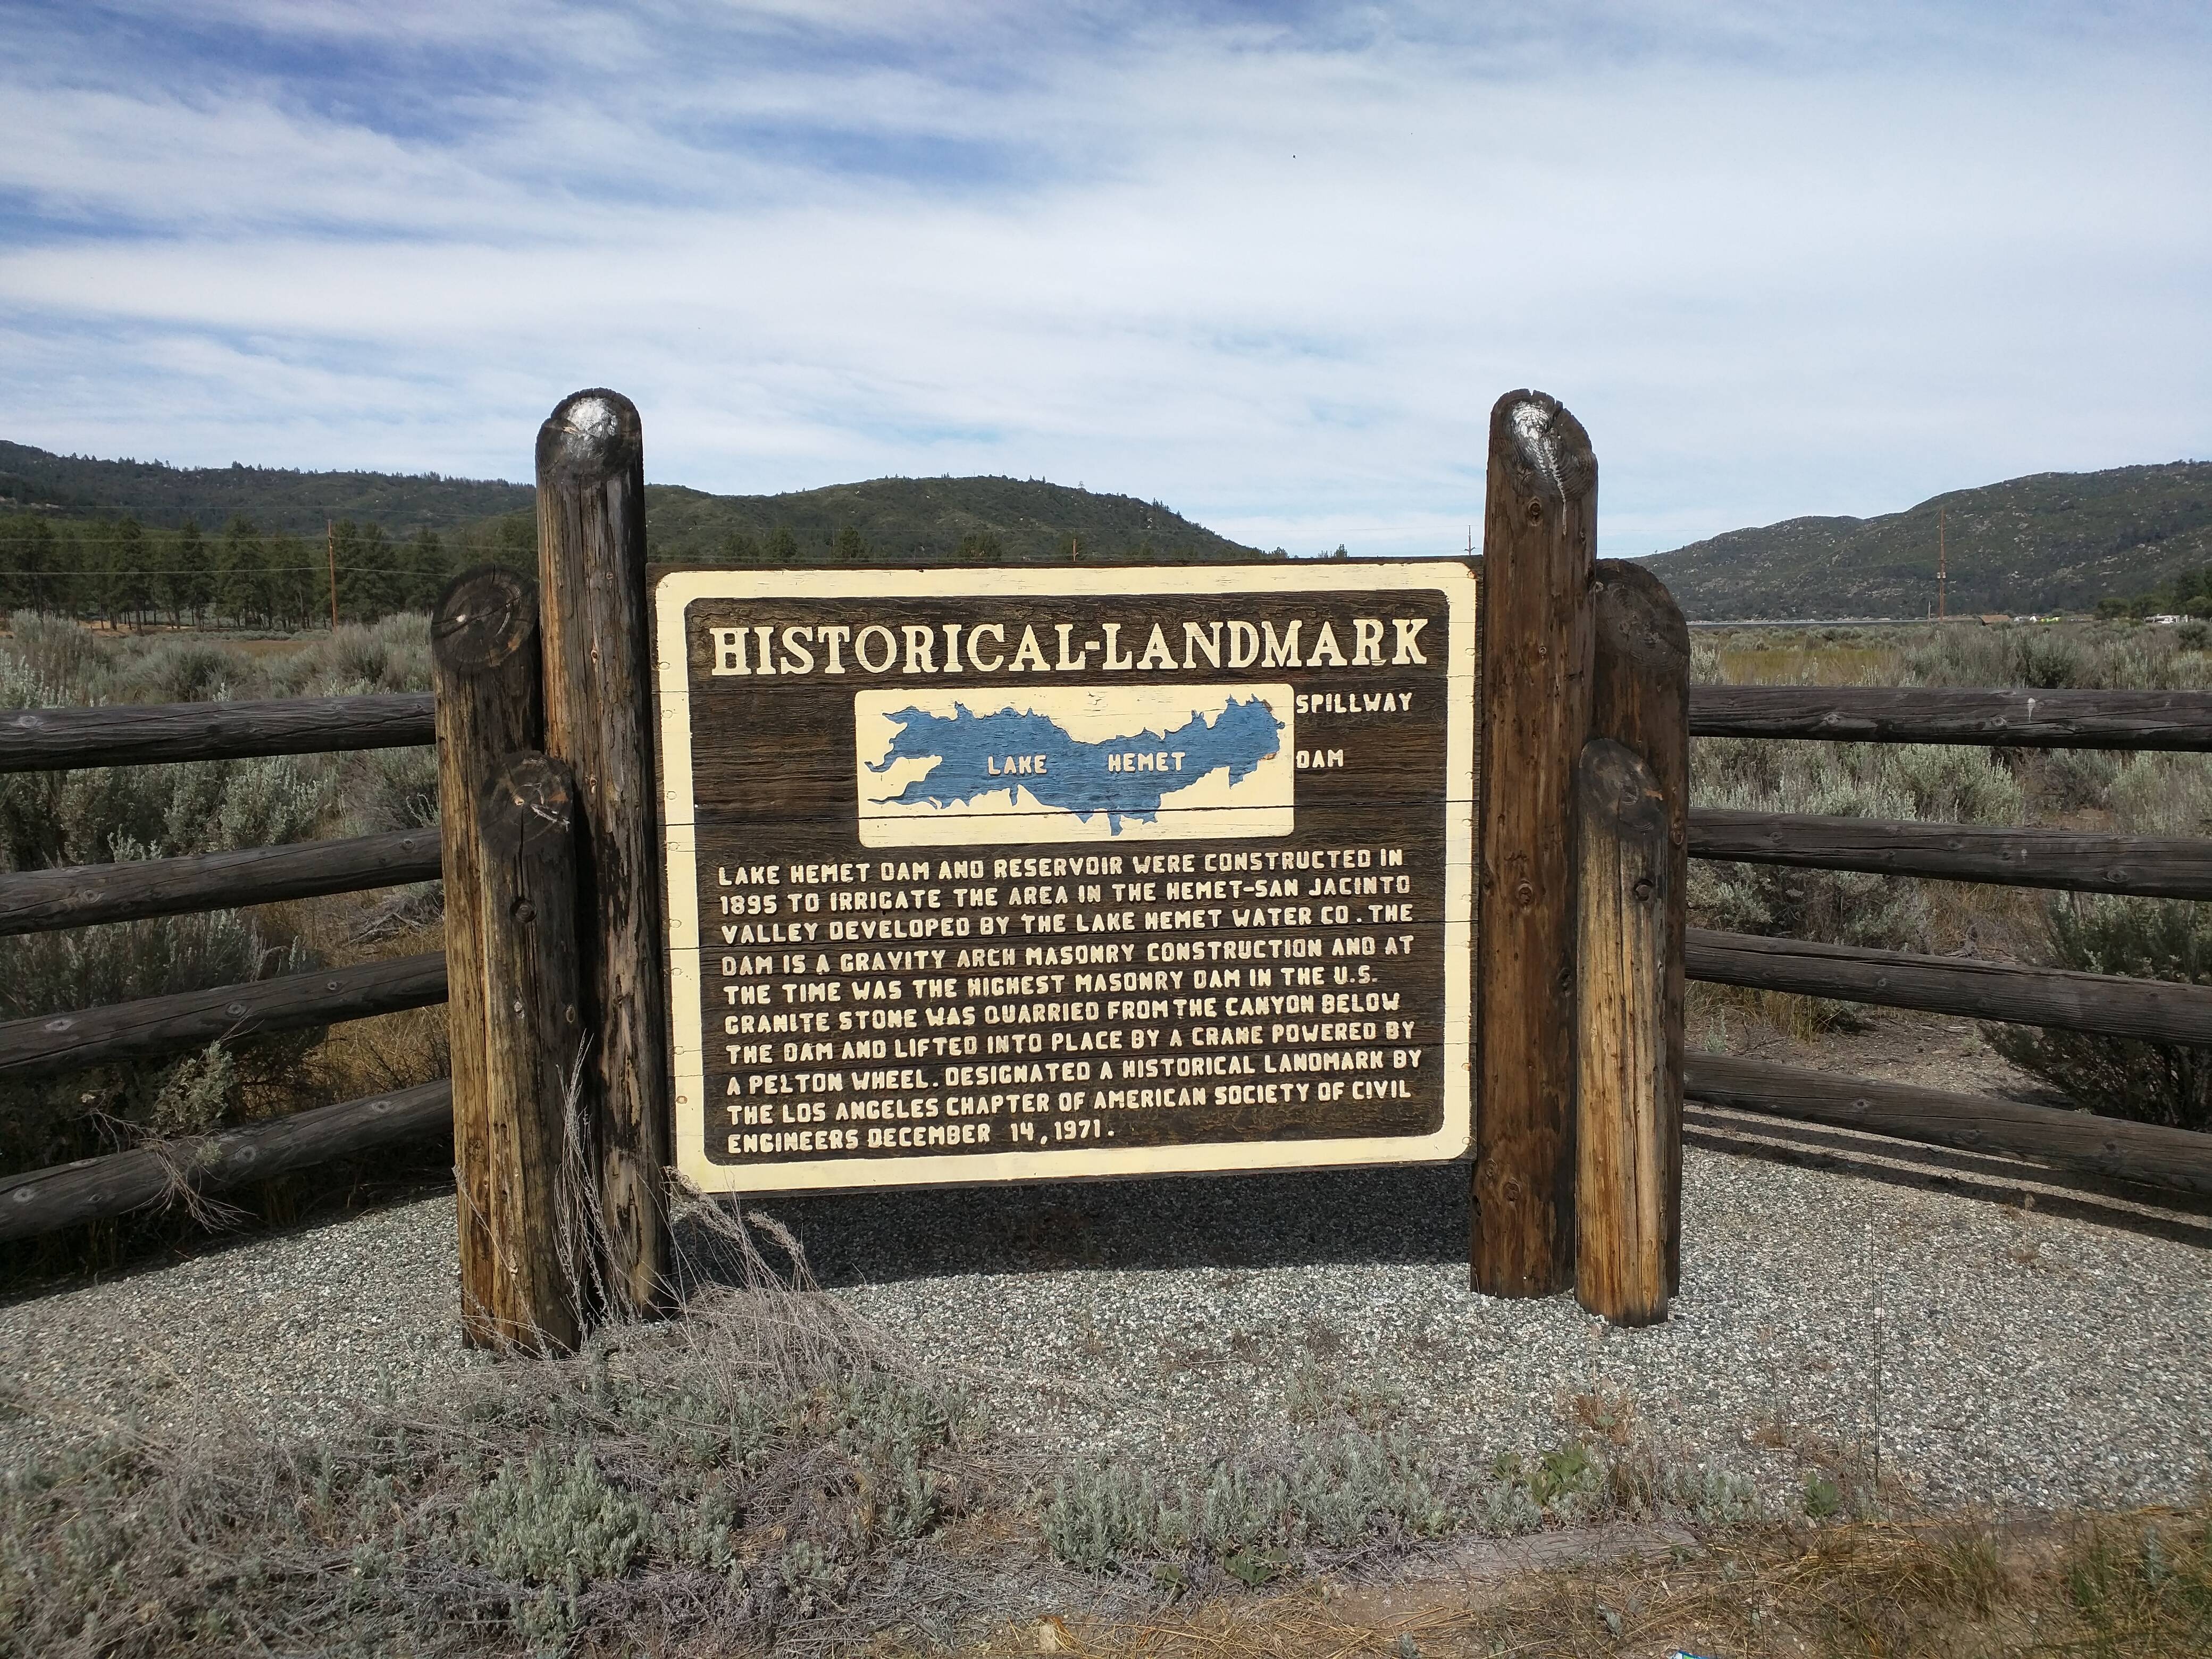 HISTORICAL-LANDMARK
SPILLWAY
LAKE HEMET
DAM
LAKE HEMET DAM AND RESERVOIR WERE CONSTRUCTED IN
1895 TO IRRIGATE THE AREA IN THE HEMET-SAN JACINTO
VALLEY DEVELOPED BY THE LAKE HEMET WATER CO. THE
DAM IS A GRAVITY ARCH MASONRY CONSTRUCTION AND AT
THE TIME WAS THE HIGHEST MASONRY DAM IN THE U.S.
GRANITE STONE WAS QUARRIED FROM THE CANYON BELOW
THE DAM AND LIFTED INTO PLACE BY A CRANE POWERED BY
A PELTON WHEEL. DESIGNATED A HISTORICAL LANDMARK BY
THE LOS ANGELES CHAPTER OF AMERICAN SOCIETY OF CIVIL
ENGINEERS DECEMBER 14, 1971.